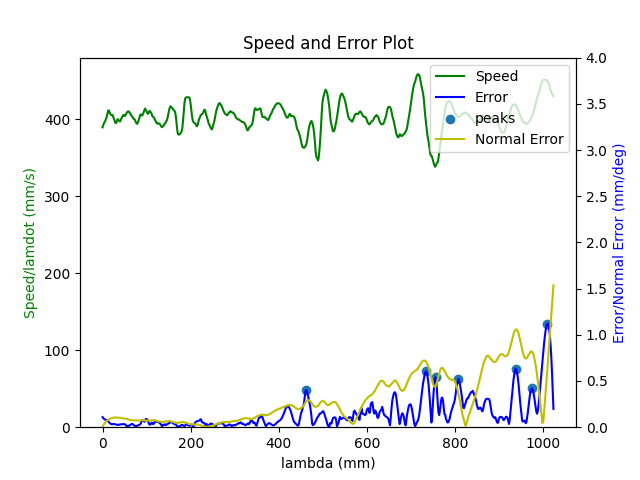 Speed and Error Plot
Speed
Error
peaks
Normal Error
Speed/lamdot (mm/s)
400
300
200
100
0
4.0
3.5
3.0
2.5
2.0
1.5
1.0
0.5
0.0
Error/Normal Error (mm/deg)
0 200 400 600 800 1000
lambda (mm)